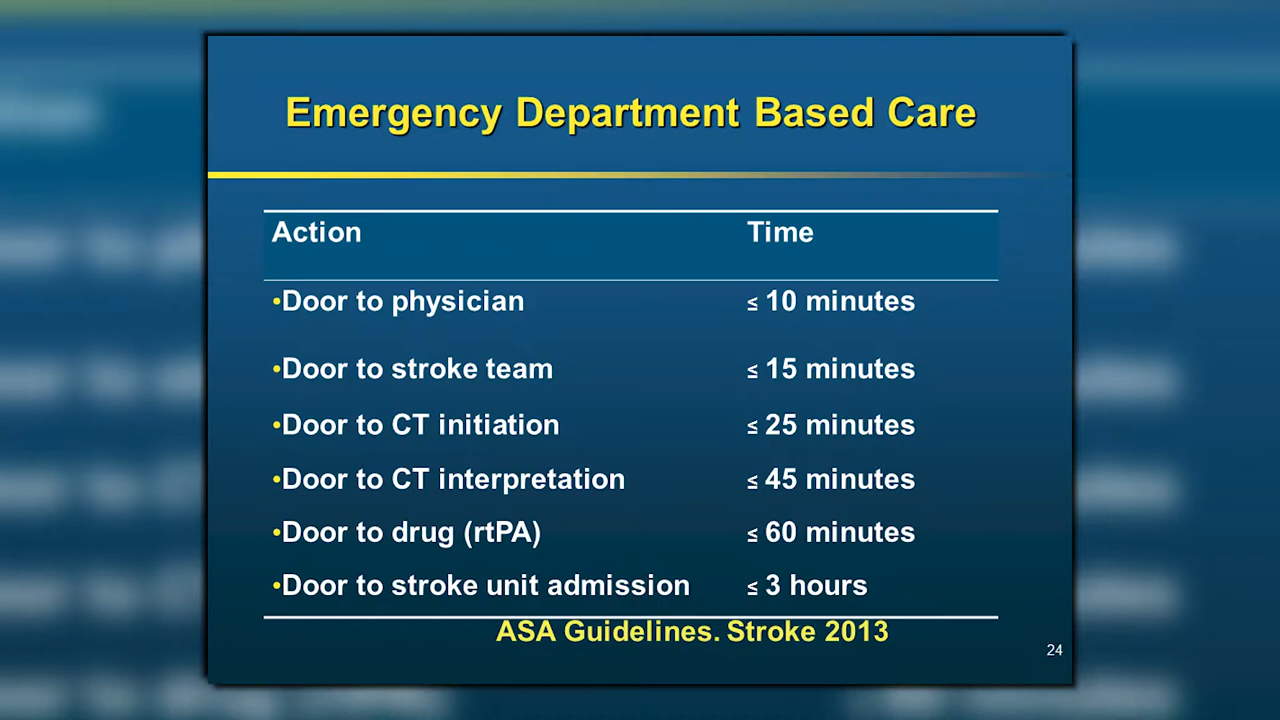 Emergency Department Based Care
Action Time
•Door to physician ≤ 10 minutes
•Door to stroke team ≤ 15 minutes
•Door to CT initiation ≤ 25 minutes
•Door to CT interpretation ≤ 45 minutes
•Door to drug (rtPA) ≤ 60 minutes
•Door to stroke unit admission ≤ 3 hours
ASA Guidelines. Stroke 2013
24